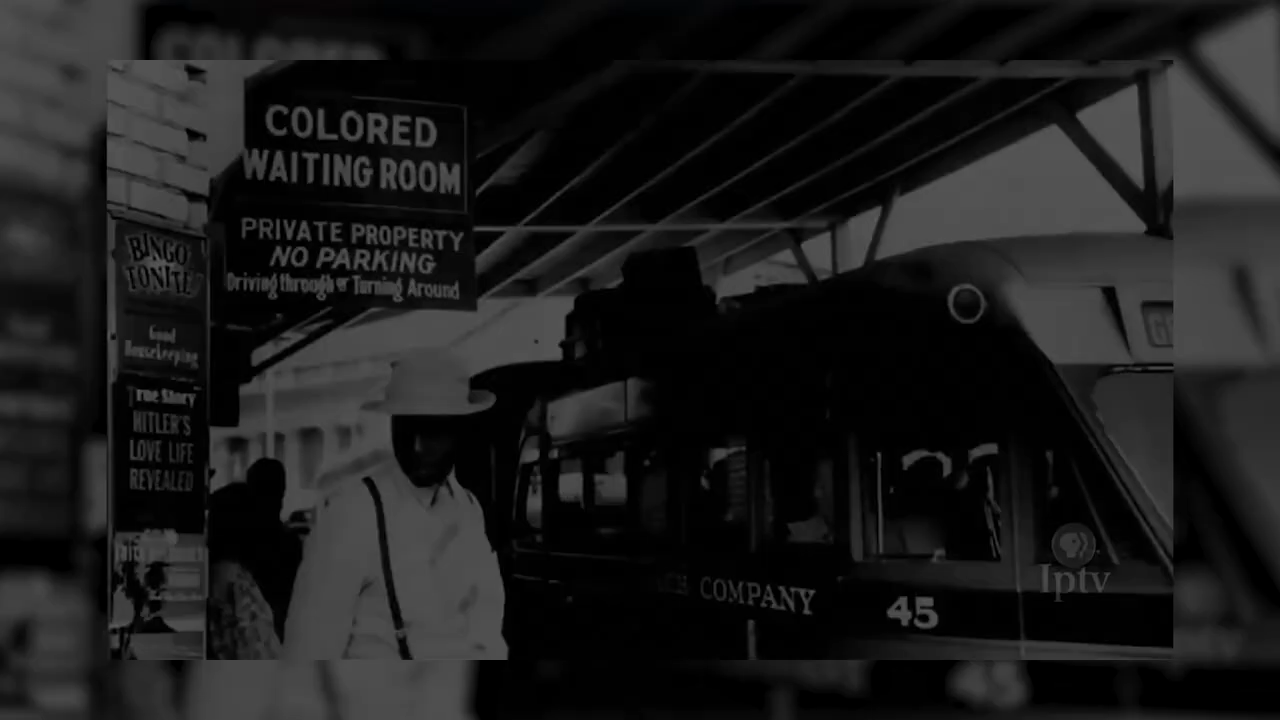 COLORED
WAITING ROOM
PRIVATE PROPERTY
NO PARKING
Driving through or Turning Around
BINGO
TONITE
Good
Housekeeping
True Story
HITLER'S
LOVE LIFE
REVEALED
COMPANY
45
Iptv